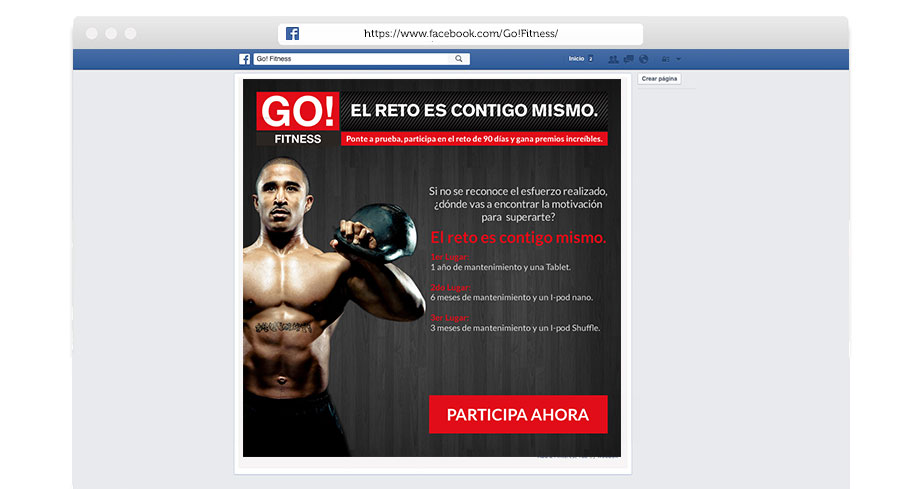 https://www.facebook.com/Go!Fitness/
Go! Fitness
Inicio 2
Crear página
GO!
FITNESS
EL RETO ES CONTIGO MISMO.
Ponte a prueba, participa en el reto de 90 días y gana premios increíbles.
Si no se reconoce el esfuerzo realizado,
¿dónde vas a encontrar la motivación
para superarte?
El reto es contigo mismo.
1er Lugar:
1 año de mantenimiento y una Tablet.
2do Lugar:
6 meses de mantenimiento y un I-pod nano.
3er Lugar:
3 meses de mantenimiento y un I-pod Shuffle.
PARTICIPA AHORA